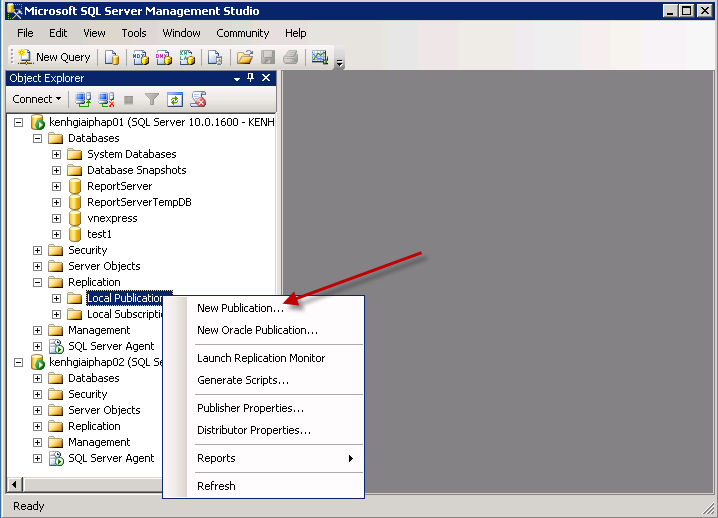 Microsoft SQL Server Management Studio
File Edit View Tools Window Community Help
New Query
Object Explorer
Connect
kenhgiaiphap01 (SQL Server 10.0.1600 - KENH
Databases
System Databases
Database Snapshots
ReportServer
ReportServerTempDB
vnexpress
test1
Security
Server Objects
Replication
Local Publication
Local Subscripti
Management
SQL Server Agent
kenhgiaiphap02 (SQL Se
Databases
Security
Server Objects
Replication
Management
SQL Server Agent
New Publication...
New Oracle Publication...
Launch Replication Monitor
Generate Scripts...
Publisher Properties...
Distributor Properties...
Reports
Refresh
Ready